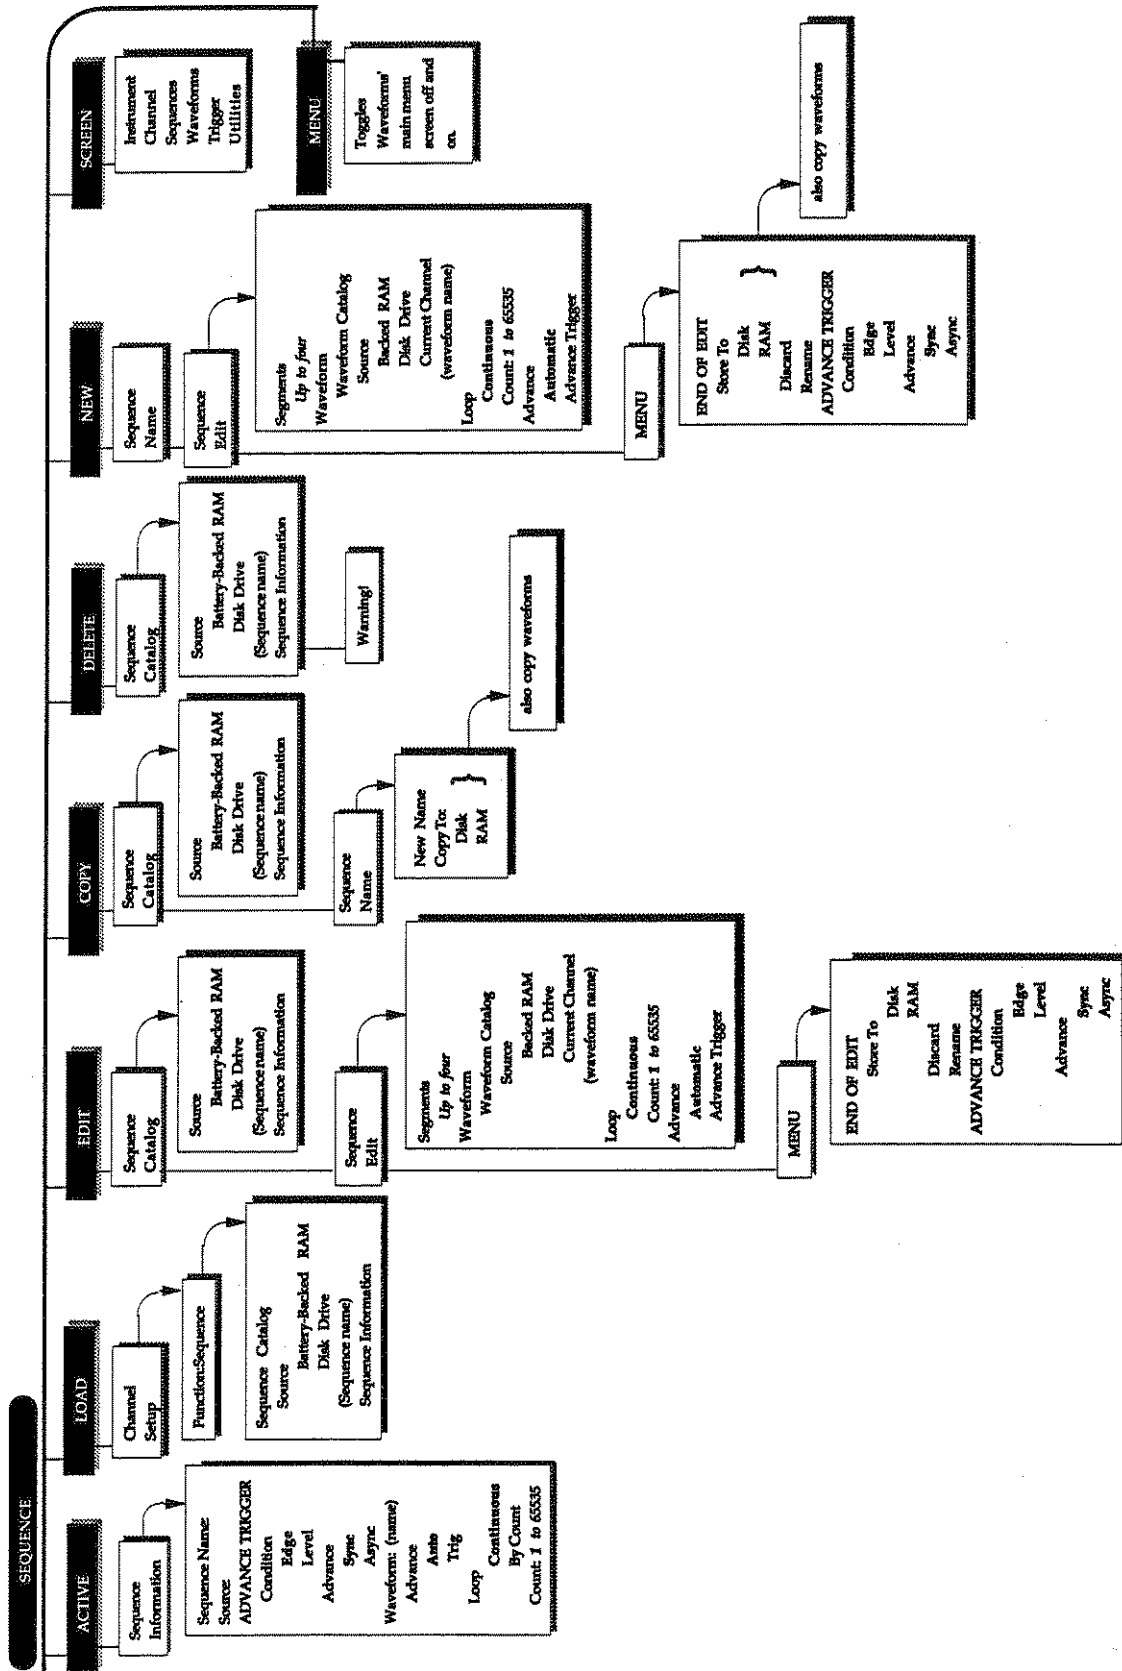 SEQUENCE
ACTIVE
Sequence
Information
Sequence Name:
Source:
ADVANCE TRIGGER
Condition
Edge
Level
Advance
Sync
Async
Waveform: (name)
Advance
Auto
Trig
Loop
Continuous
By Count
Count: 1 to 65535
LOAD
Channel
Setup
Function:Sequence
Sequence Catalog
Source
Battery-Backed RAM
Disk Drive
(Sequence name)
Sequence Information
EDIT
Sequence
Catalog
Source
Battery-Backed RAM
Disk Drive
(Sequence name)
Sequence Information
Sequence
Edit
Segments
Up to four
Waveform
Waveform Catalog
Source
Backed RAM
Disk Drive
Current Channel
(waveform name)
Loop
Continuous
Count: 1 to 65535
Advance
Automatic
Advance Trigger
MENU
END OF EDIT
Store To
Disk
RAM
Discard
Rename
ADVANCE TRIGGER
Condition
Edge
Level
Advance
Sync
Async
COPY
Sequence
Catalog
Source
Battery-Backed RAM
Disk Drive
(Sequence name)
Sequence Information
Sequence
Name
New Name
Copy To:
Disk
RAM
}
also copy waveforms
DELETE
Sequence
Catalog
Source
Battery-Backed RAM
Disk Drive
(Sequence name)
Sequence Information
Warning!
NEW
Sequence
Name
Sequence
Edit
Segments
Up to four
Waveform
Waveform Catalog
Source
Backed RAM
Disk Drive
Current Channel
(waveform name)
Loop
Continuous
Count: 1 to 65535
Advance
Automatic
Advance Trigger
MENU
END OF EDIT
Store To
Disk
RAM
}
Discard
Rename
ADVANCE TRIGGER
Condition
Edge
Level
Advance
Sync
Async
also copy waveforms
SCREEN
Instrument
Channel
Sequences
Waveforms
Trigger
Utilities
MENU
Toggles
Waveforms'
main menu
screen off and
on.